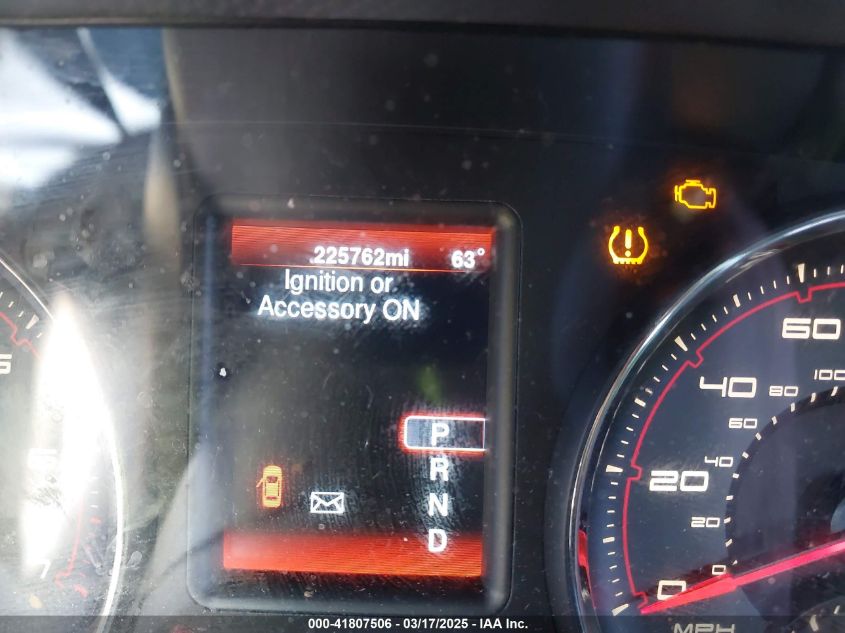 225762mi 63°
Ignition or
Accessory ON
P
R
N
D
60
40
20
0
100
80
60
40
20
0
MPH
000-41807506 - 03/17/2025 - IAA Inc.